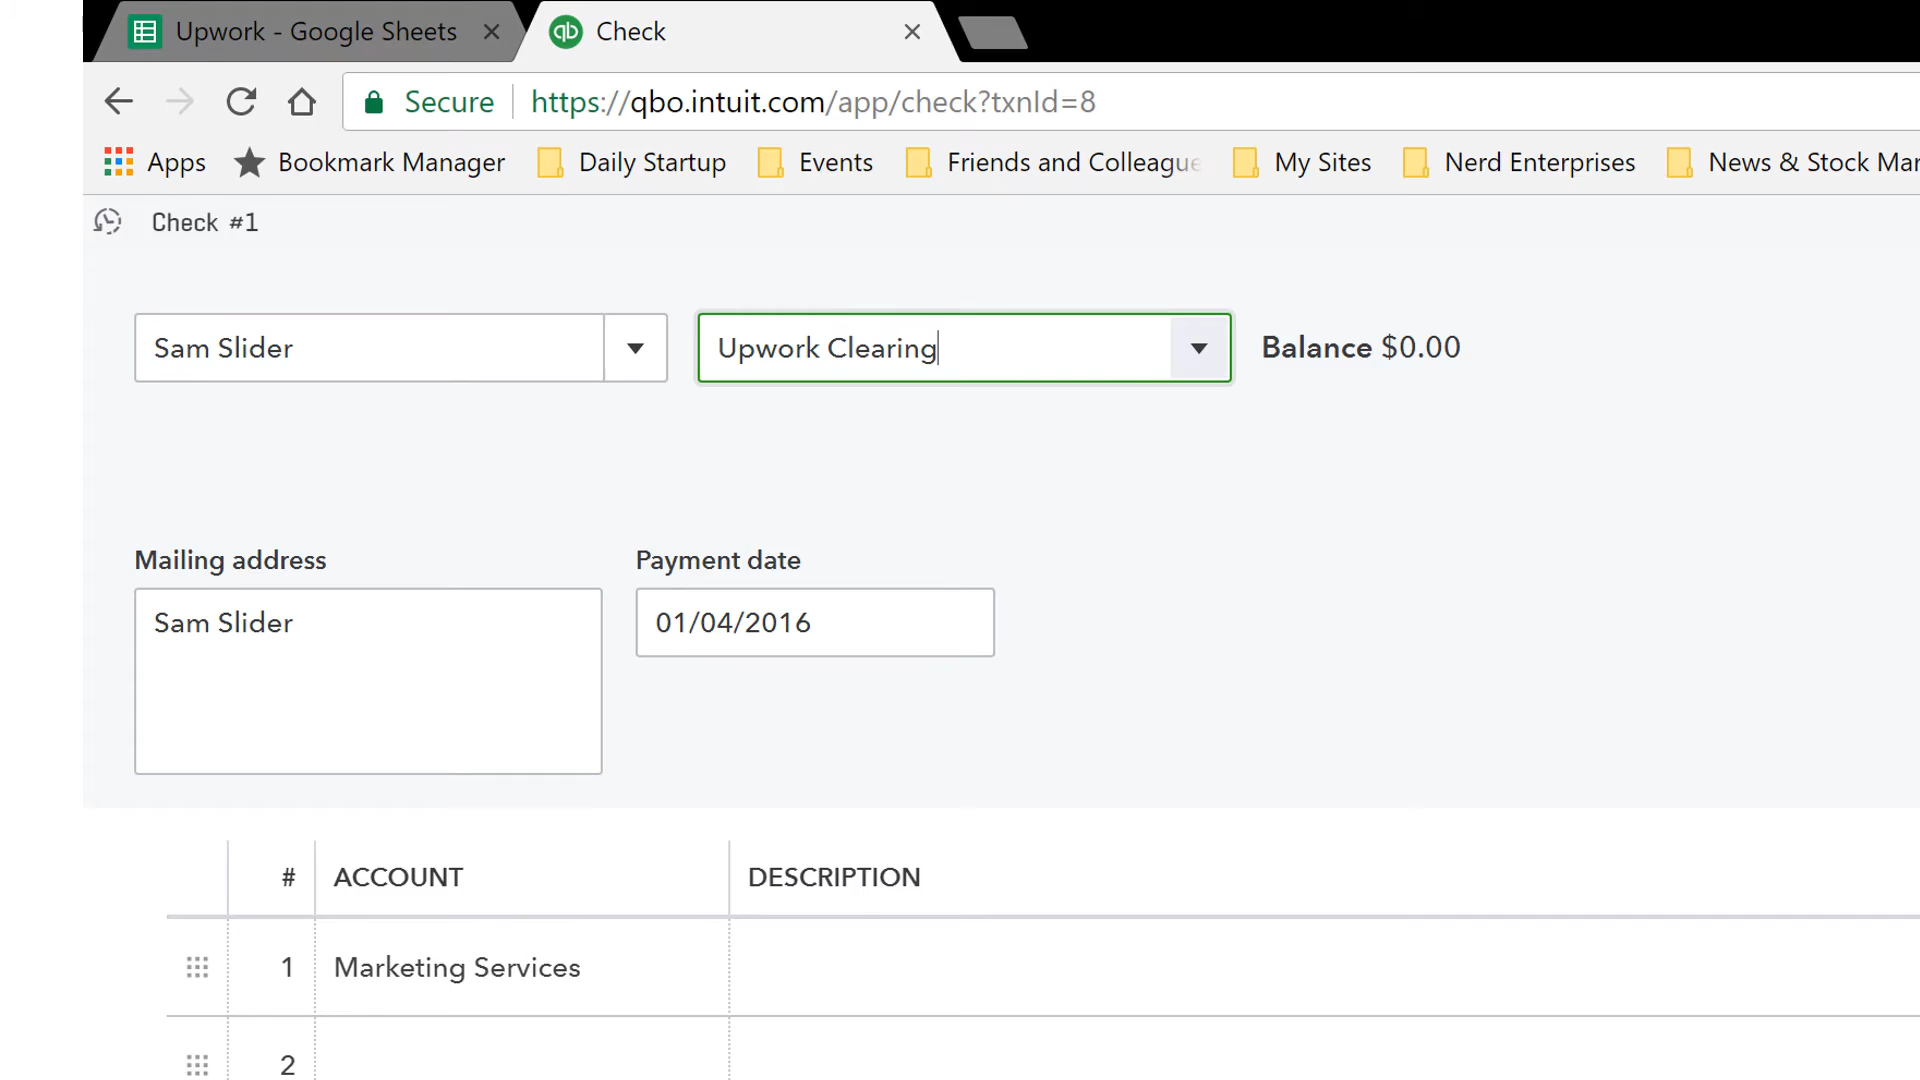 Upwork - Google Sheets
Check
Secure https://qbo.intuit.com/app/check?txnId=8
Apps Bookmark Manager Daily Startup Events Friends and Colleague My Sites Nerd Enterprises News & Stock Mar
Check #1
Sam Slider Upwork Clearing Balance $0.00
Mailing address Payment date
Sam Slider 01/04/2016
# ACCOUNT DESCRIPTION
1 Marketing Services
2